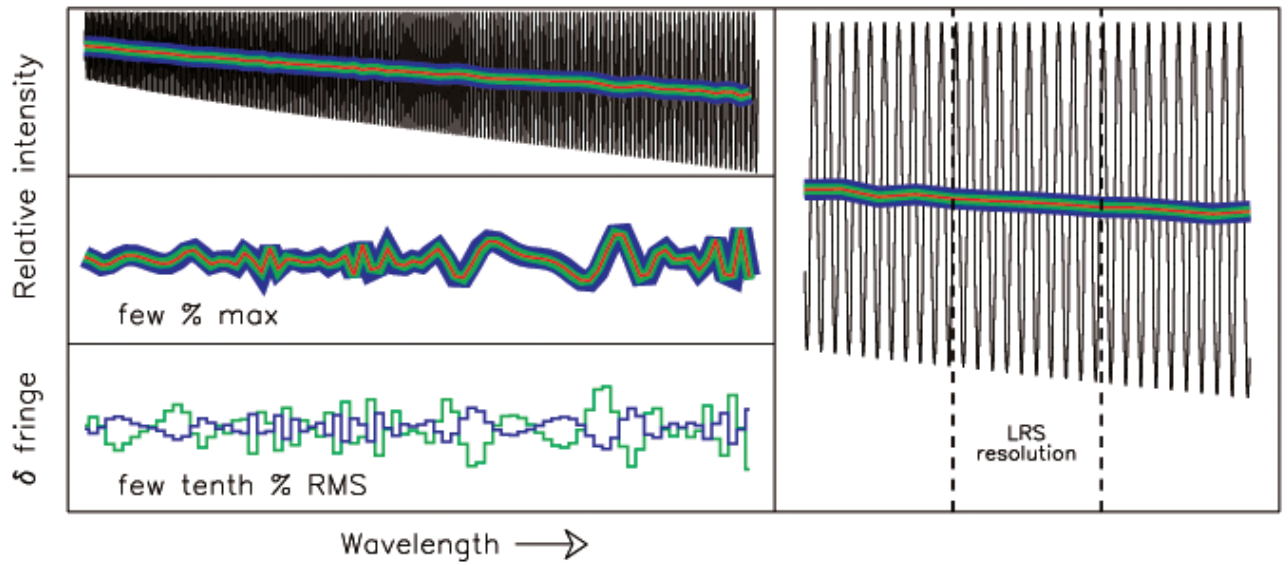 Relative intensity
few % max
δ fringe
few tenth % RMS
LRS
resolution
Wavelength